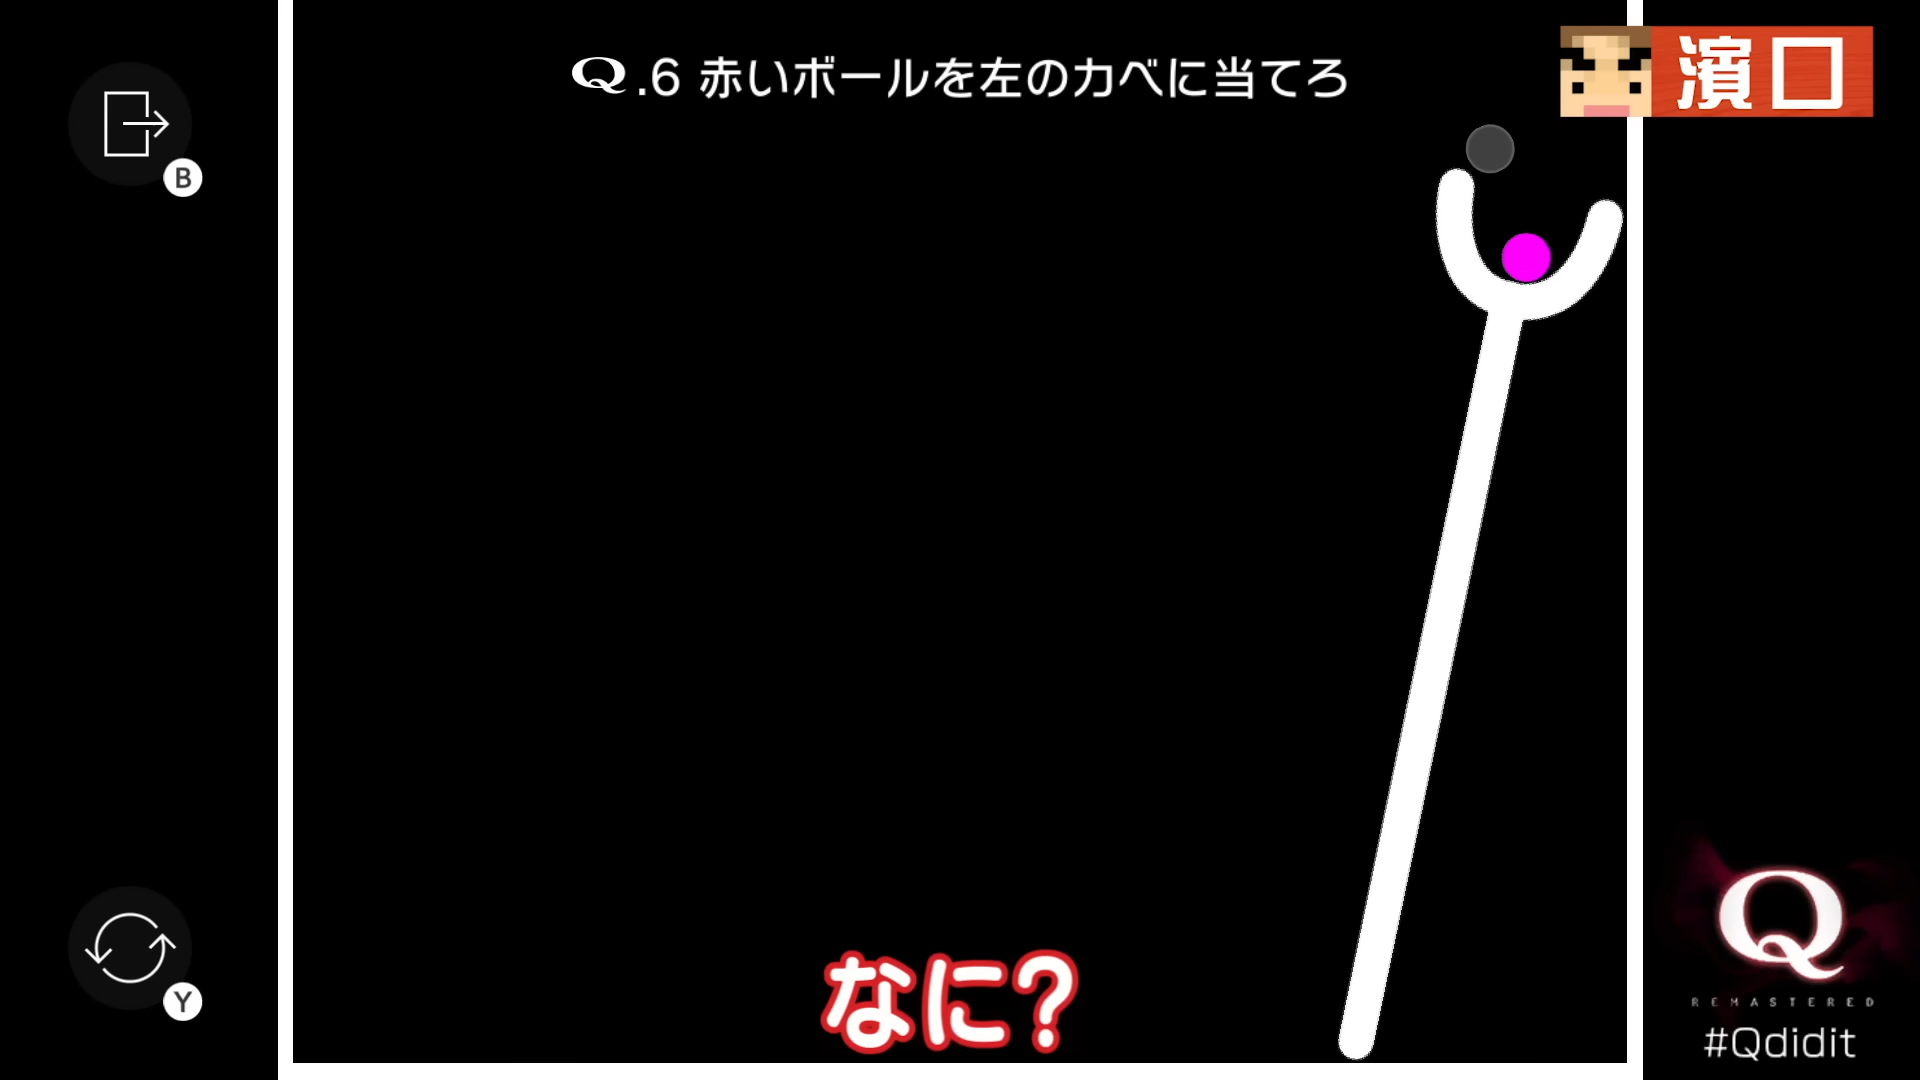 Q.6 赤いボールを左のカベに当てろ
濱口
B
なに?
Y
Q
REMASTERED
#Qdidit